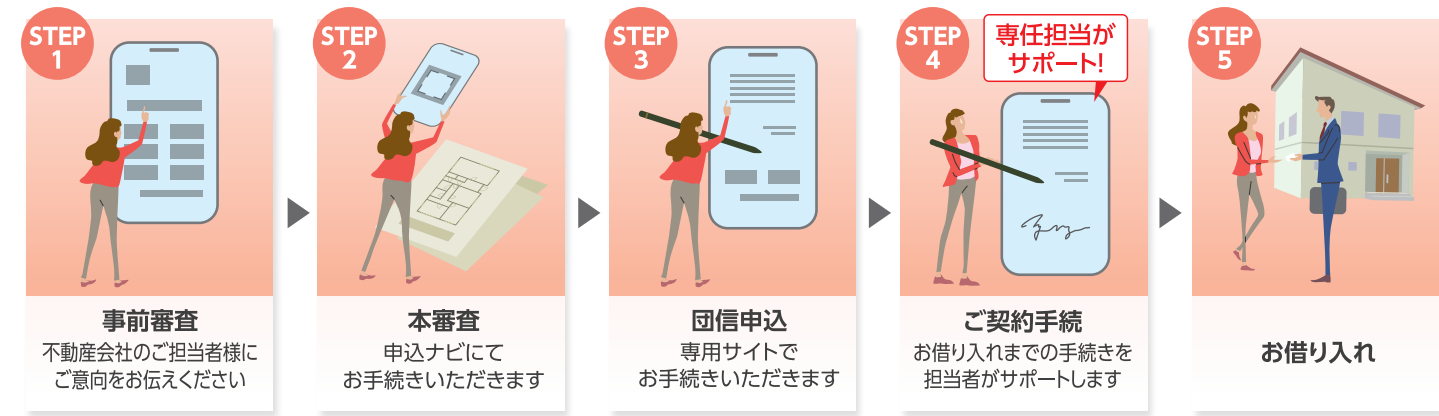 STEP
1
事前審査
不動産会社のご担当者様に
ご意向をお伝えください
STEP
2
本審査
申込ナビにて
お手続きいただきます
STEP
3
団信申込
専用サイトで
お手続きいただきます
STEP
4
専任担当が
サポート!
ご契約手続
お借り入れまでの手続きを
担当者がサポートします
STEP
5
お借り入れ